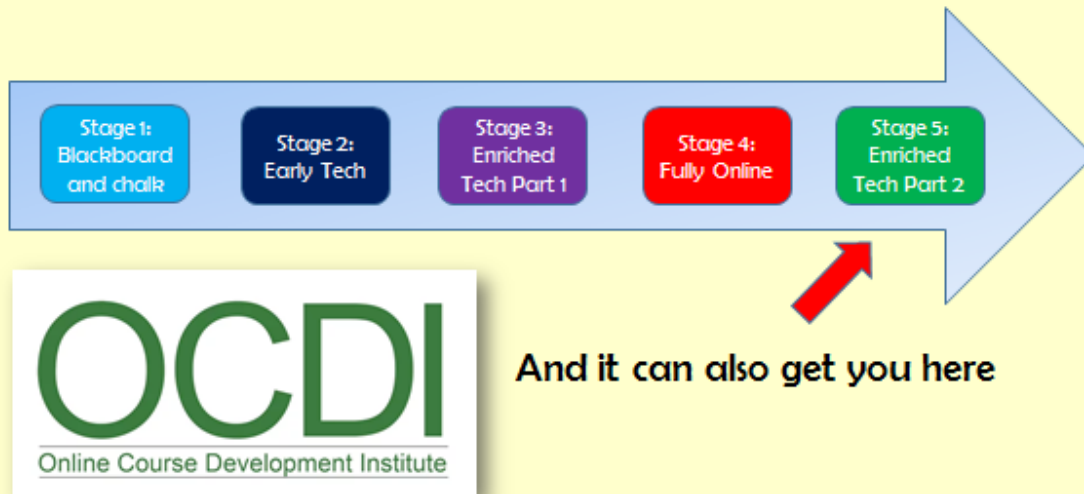 Stage 1:
Blackboard
and chalk
Stage 2:
Early Tech
Stage 3:
Enriched
Tech Part 1
Stage 4:
Fully Online
Stage 5:
Enriched
Tech Part 2
OCDI
Online Course Development Institute
And it can also get you here